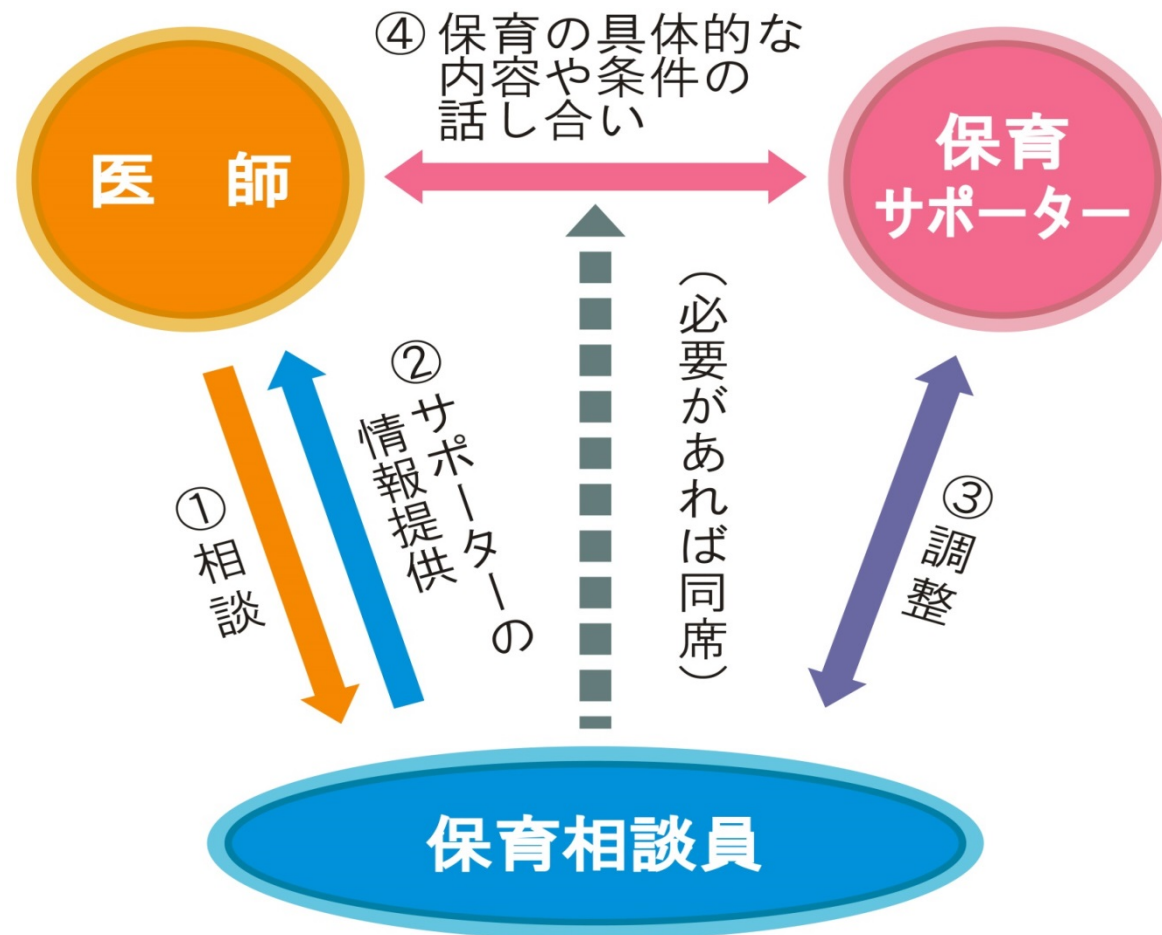 ④ 保育の具体的な
内容や条件の
話し合い
医　師
保育
サポーター
① 相談
② サポーターの
情報提供
（必要があれば同席）
③ 調整
保育相談員